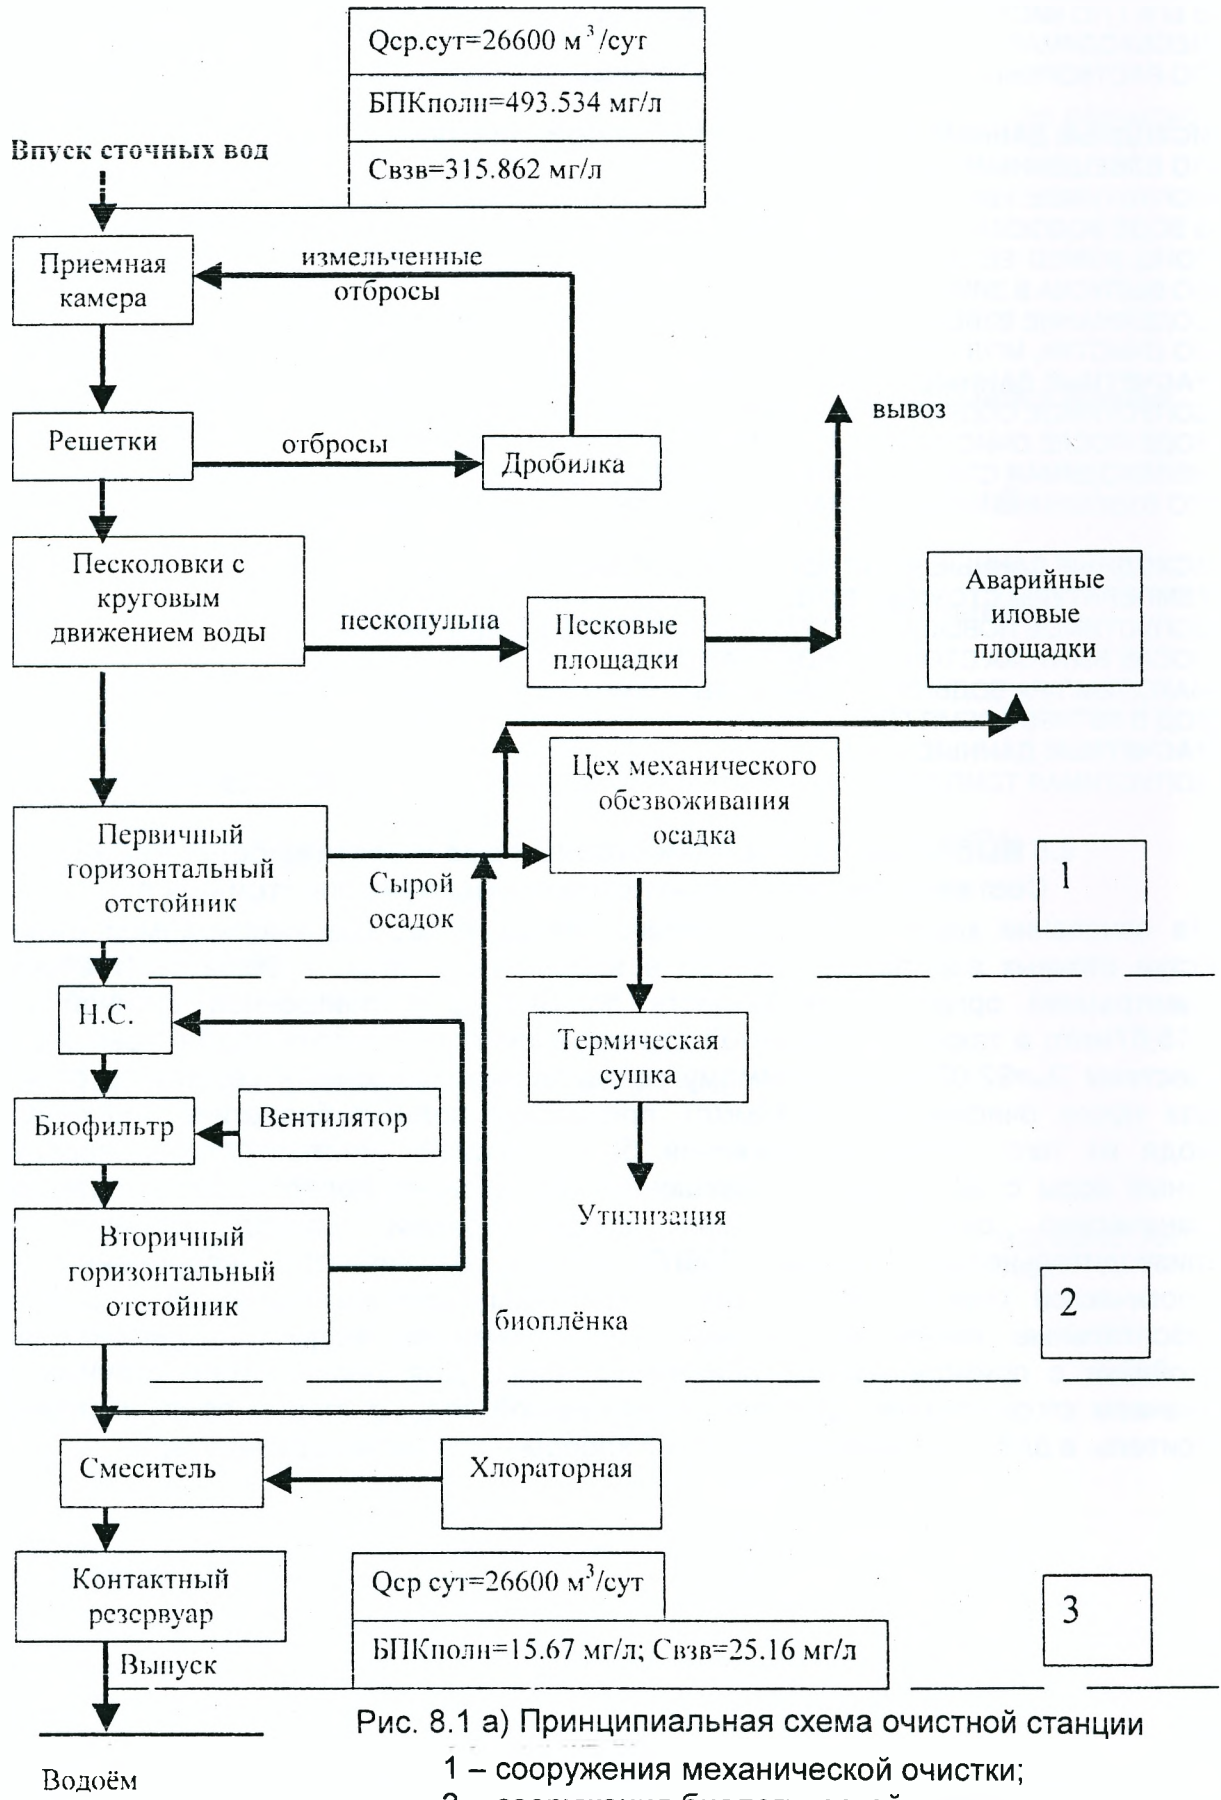 Qср.сут=26600 м³/сут
БПКполн=493.534 мг/л
Свзв=315.862 мг/л
Впуск сточных вод
Приемная
камера
измельченные
отбросы
Решетки
отбросы
Дробилка
вывоз
Песколовки с
круговым
движением воды
пескопульпа
Песковые
площадки
Аварийные
иловые
площадки
Первичный
горизонтальный
отстойник
Сырой
осадок
Цех механического
обезвоживания
осадка
1
Н.С.
Термическая
сушка
Биофильтр
Вентилятор
Утилизация
Вторичный
горизонтальный
отстойник
биоплёнка
2
Смеситель
Хлораторная
Контактный
резервуар
Qср сут=26600 м³/сут
БПКполн=15.67 мг/л; Свзв=25.16 мг/л
3
Выпуск
Водоём
Рис. 8.1 а) Принципиальная схема очистной станции
1 – сооружения механической очистки;